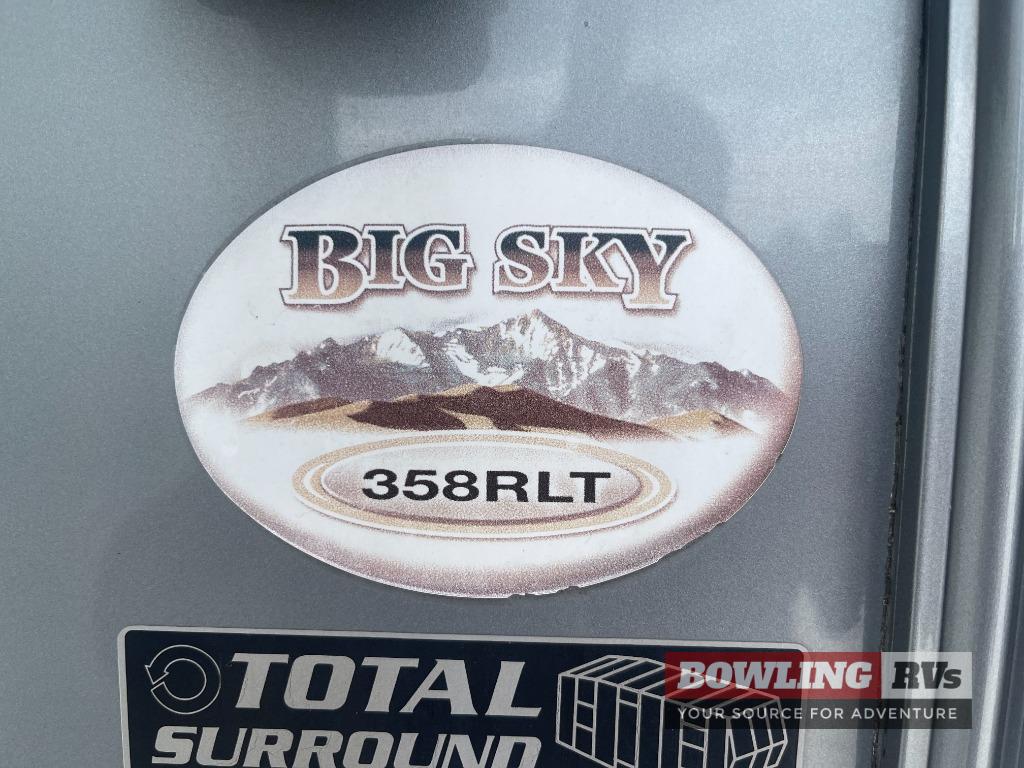 BIG SKY
358RLT
TOTAL
SURROUND
BOWLING RVs
YOUR SOURCE FOR ADVENTURE